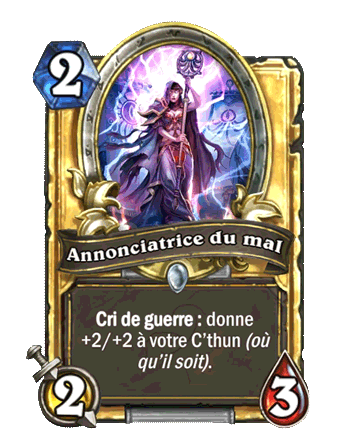 2
Annonciatrice du mal
Cri de guerre : donne
+2/+2 à votre C'thun (où
qu'il soit).
2
3